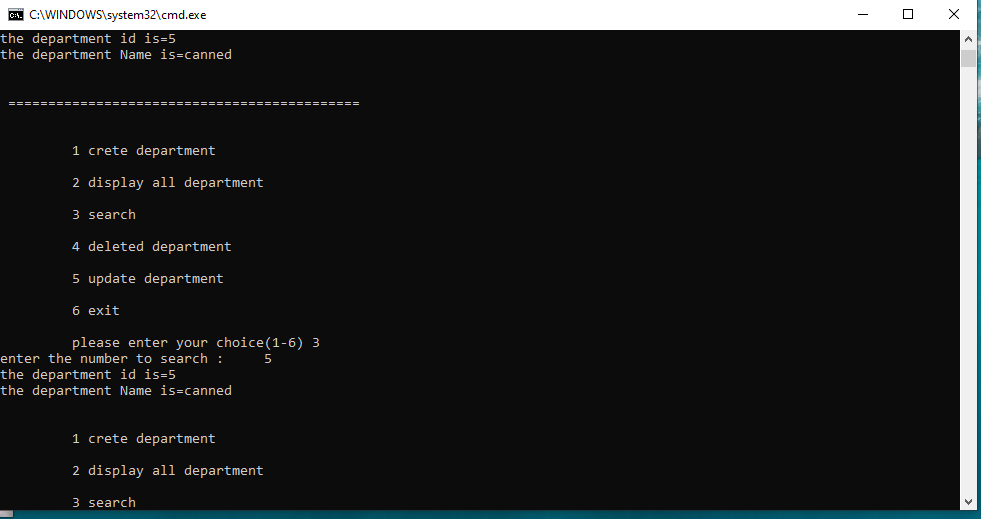 C:\WINDOWS\system32\cmd.exe
the department id is=5
the department Name is=canned
============================================
1 crete department
2 display all department
3 search
4 deleted department
5 update department
6 exit
please enter your choice(1-6) 3
enter the number to search :     5
the department id is=5
the department Name is=canned
1 crete department
2 display all department
3 search